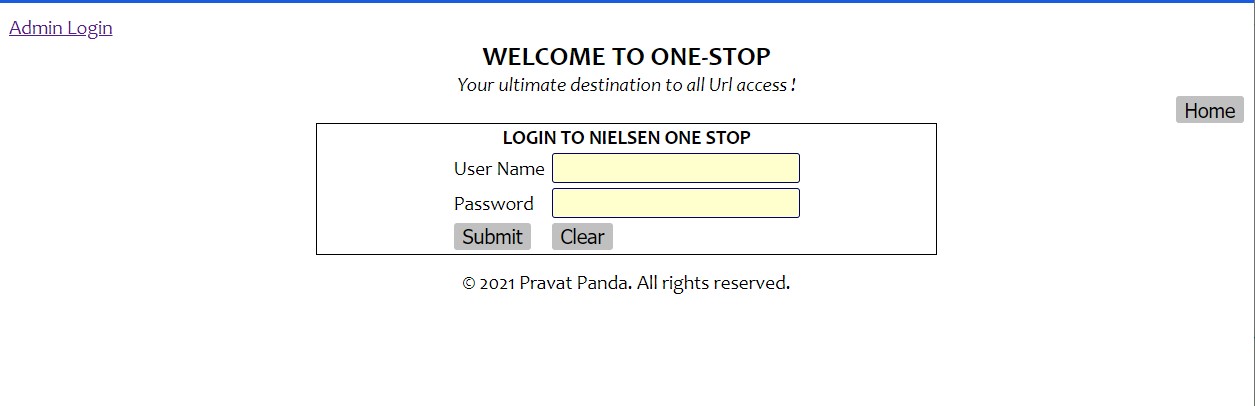 Admin Login
WELCOME TO ONE-STOP
Your ultimate destination to all Url access !
Home
LOGIN TO NIELSEN ONE STOP
User Name
Password
Submit Clear
© 2021 Pravat Panda. All rights reserved.